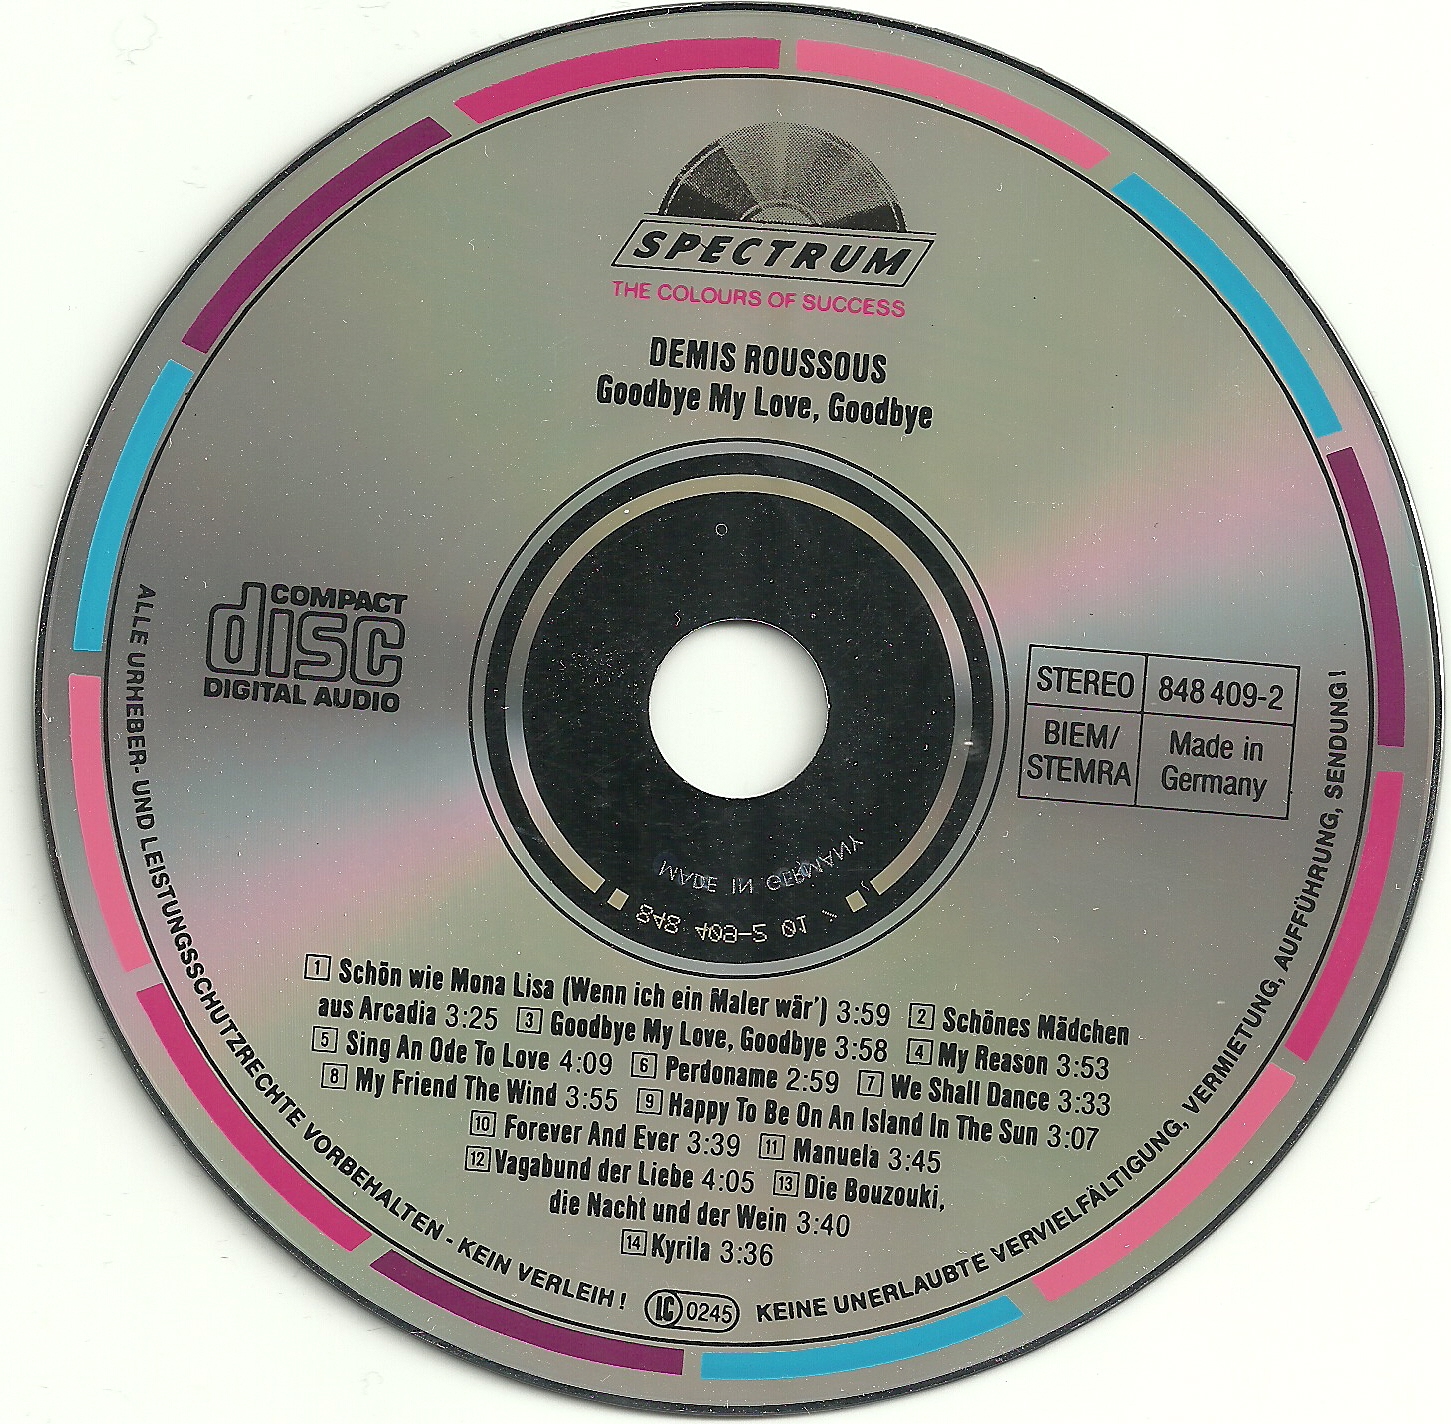 SPECTRUM
THE COLOURS OF SUCCESS
DEMIS ROUSSOUS
Goodbye My Love, Goodbye
COMPACT
disc
DIGITAL AUDIO
STEREO 848 409-2
BIEM/
STEMRA
Made in
Germany
MADE IN GERMANY
848 409-2 01
1 Schön wie Mona Lisa (Wenn ich ein Maler wär') 3:59 2 Schönes Mädchen
aus Arcadia 3:25 3 Goodbye My Love, Goodbye 3:58 4 My Reason 3:53
5 Sing An Ode To Love 4:09 6 Perdoname 2:59 7 We Shall Dance 3:33
8 My Friend The Wind 3:55 9 Happy To Be On An Island In The Sun 3:07
10 Forever And Ever 3:39 11 Manuela 3:45
12 Vagabund der Liebe 4:05 13 Die Bouzouki,
die Nacht und der Wein 3:40
14 Kyrila 3:36
ALLE URHEBER- UND LEISTUNGSSCHUTZRECHTE VORBEHALTEN - KEIN VERLEIH!
LC 0245
KEINE UNERLAUBTE VERVIELFÄLTIGUNG, VERMIETUNG, AUFFÜHRUNG, SENDUNG!